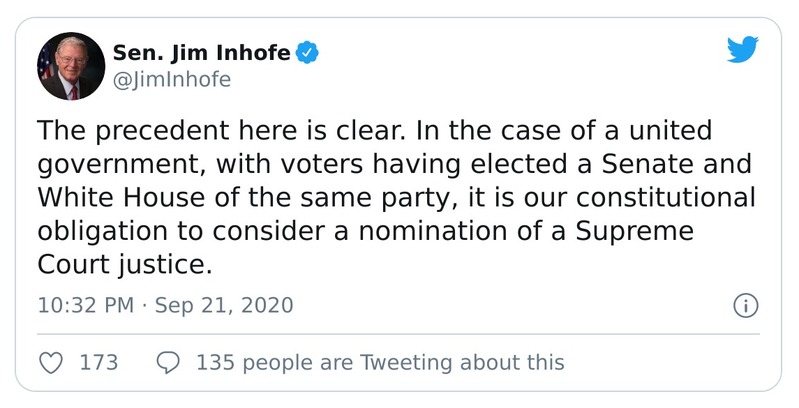 Sen. Jim Inhofe
@JimInhofe
The precedent here is clear. In the case of a united
government, with voters having elected a Senate and
White House of the same party, it is our constitutional
obligation to consider a nomination of a Supreme
Court justice.
10:32 PM · Sep 21, 2020
173 135 people are Tweeting about this